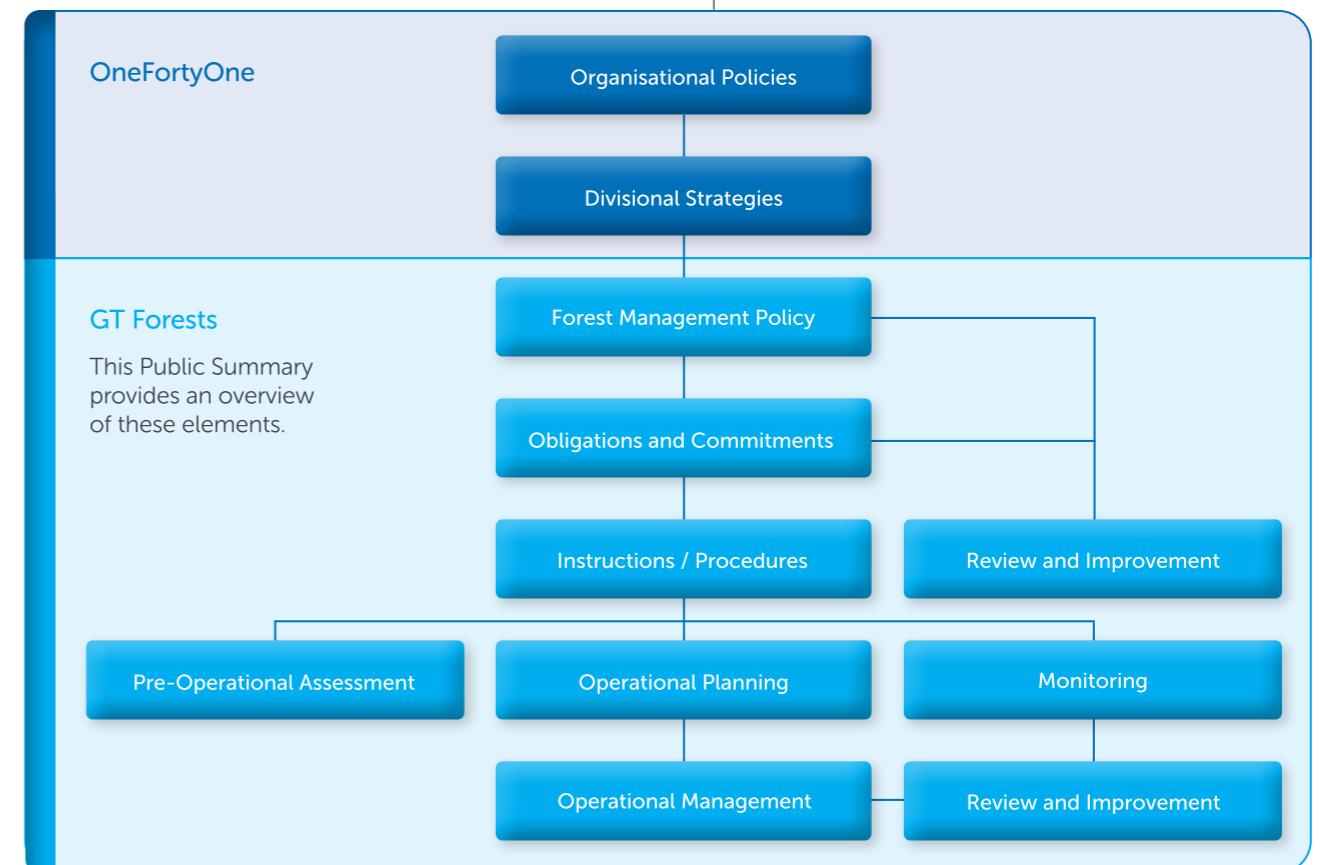 OneFortyOne
Organisational Policies
Divisional Strategies
GT Forests
This Public Summary
provides an overview
of these elements.
Forest Management Policy
Obligations and Commitments
Instructions / Procedures
Review and Improvement
Pre-Operational Assessment
Operational Planning
Monitoring
Operational Management
Review and Improvement